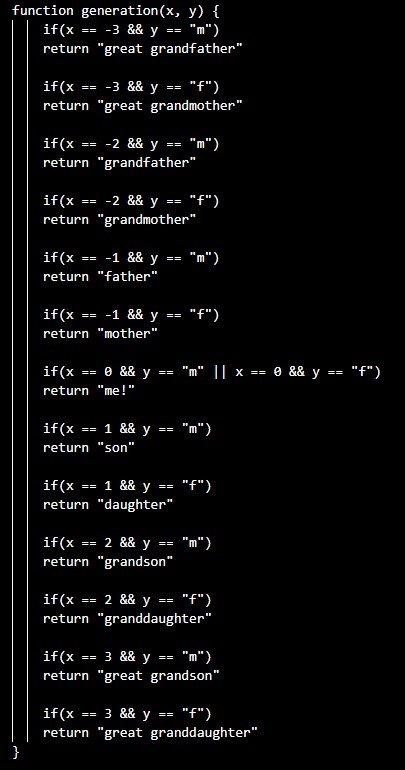 function generation(x, y) {
if(x == -3 && y == "m")
return "great grandfather"
if(x == -3 && y == "f")
return "great grandmother"
if(x == -2 && y == "m")
return "grandfather"
if(x == -2 && y == "f")
return "grandmother"
if(x == -1 && y == "m")
return "father"
if(x == -1 && y == "f")
return "mother"
if(x == 0 && y == "m" || x == 0 && y == "f")
return "me!"
if(x == 1 && y == "m")
return "son"
if(x == 1 && y == "f")
return "daughter"
if(x == 2 && y == "m")
return "grandson"
if(x == 2 && y == "f")
return "granddaughter"
if(x == 3 && y == "m")
return "great grandson"
if(x == 3 && y == "f")
return "great granddaughter"
}